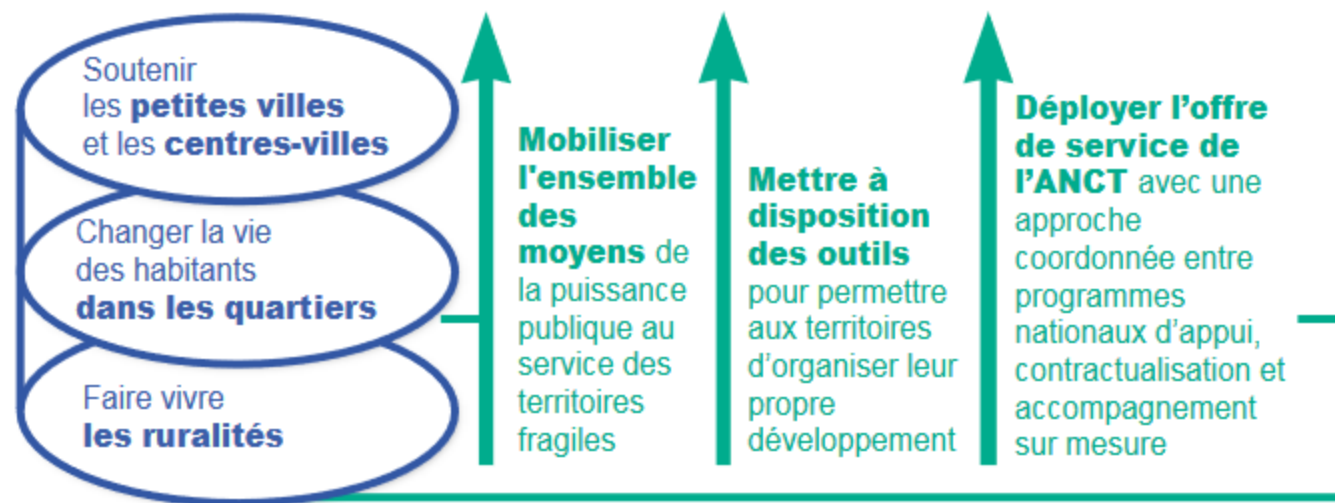 Soutenir
les petites villes
et les centres-villes
Changer la vie
des habitants
dans les quartiers
Faire vivre
les ruralités
Mobiliser
l'ensemble
des
moyens de
la puissance
publique au
service des
territoires
fragiles
Mettre à
disposition
des outils
pour permettre
aux territoires
d’organiser leur
propre
développement
Déployer l’offre
de service de
l’ANCT avec une
approche
coordonnée entre
programmes
nationaux d’appui,
contractualisation et
accompagnement
sur mesure